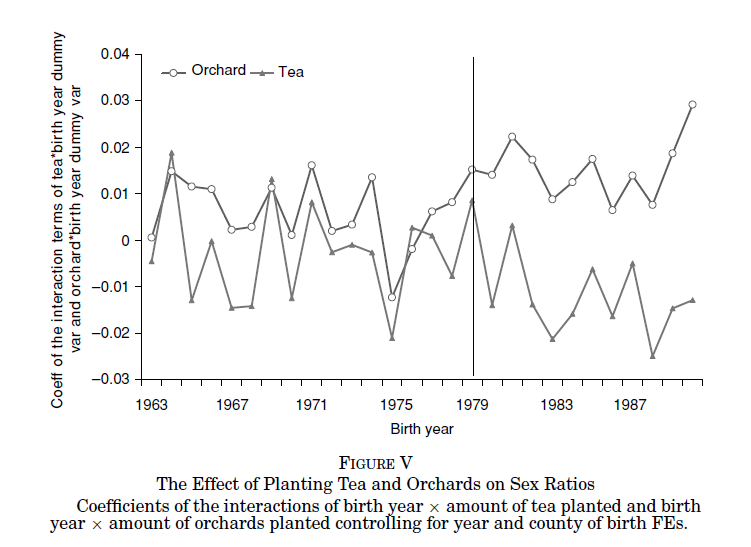 Coeff of the interaction terms of tea*birth year dummy
var and orchard*birth year dummy var
0.04
0.03
0.02
0.01
0
−0.01
−0.02
−0.03
Orchard
Tea
1963
1967
1971
1975
1979
1983
1987
Birth year
FIGURE V
The Effect of Planting Tea and Orchards on Sex Ratios
Coefficients of the interactions of birth year × amount of tea planted and birth
year × amount of orchards planted controlling for year and county of birth FEs.